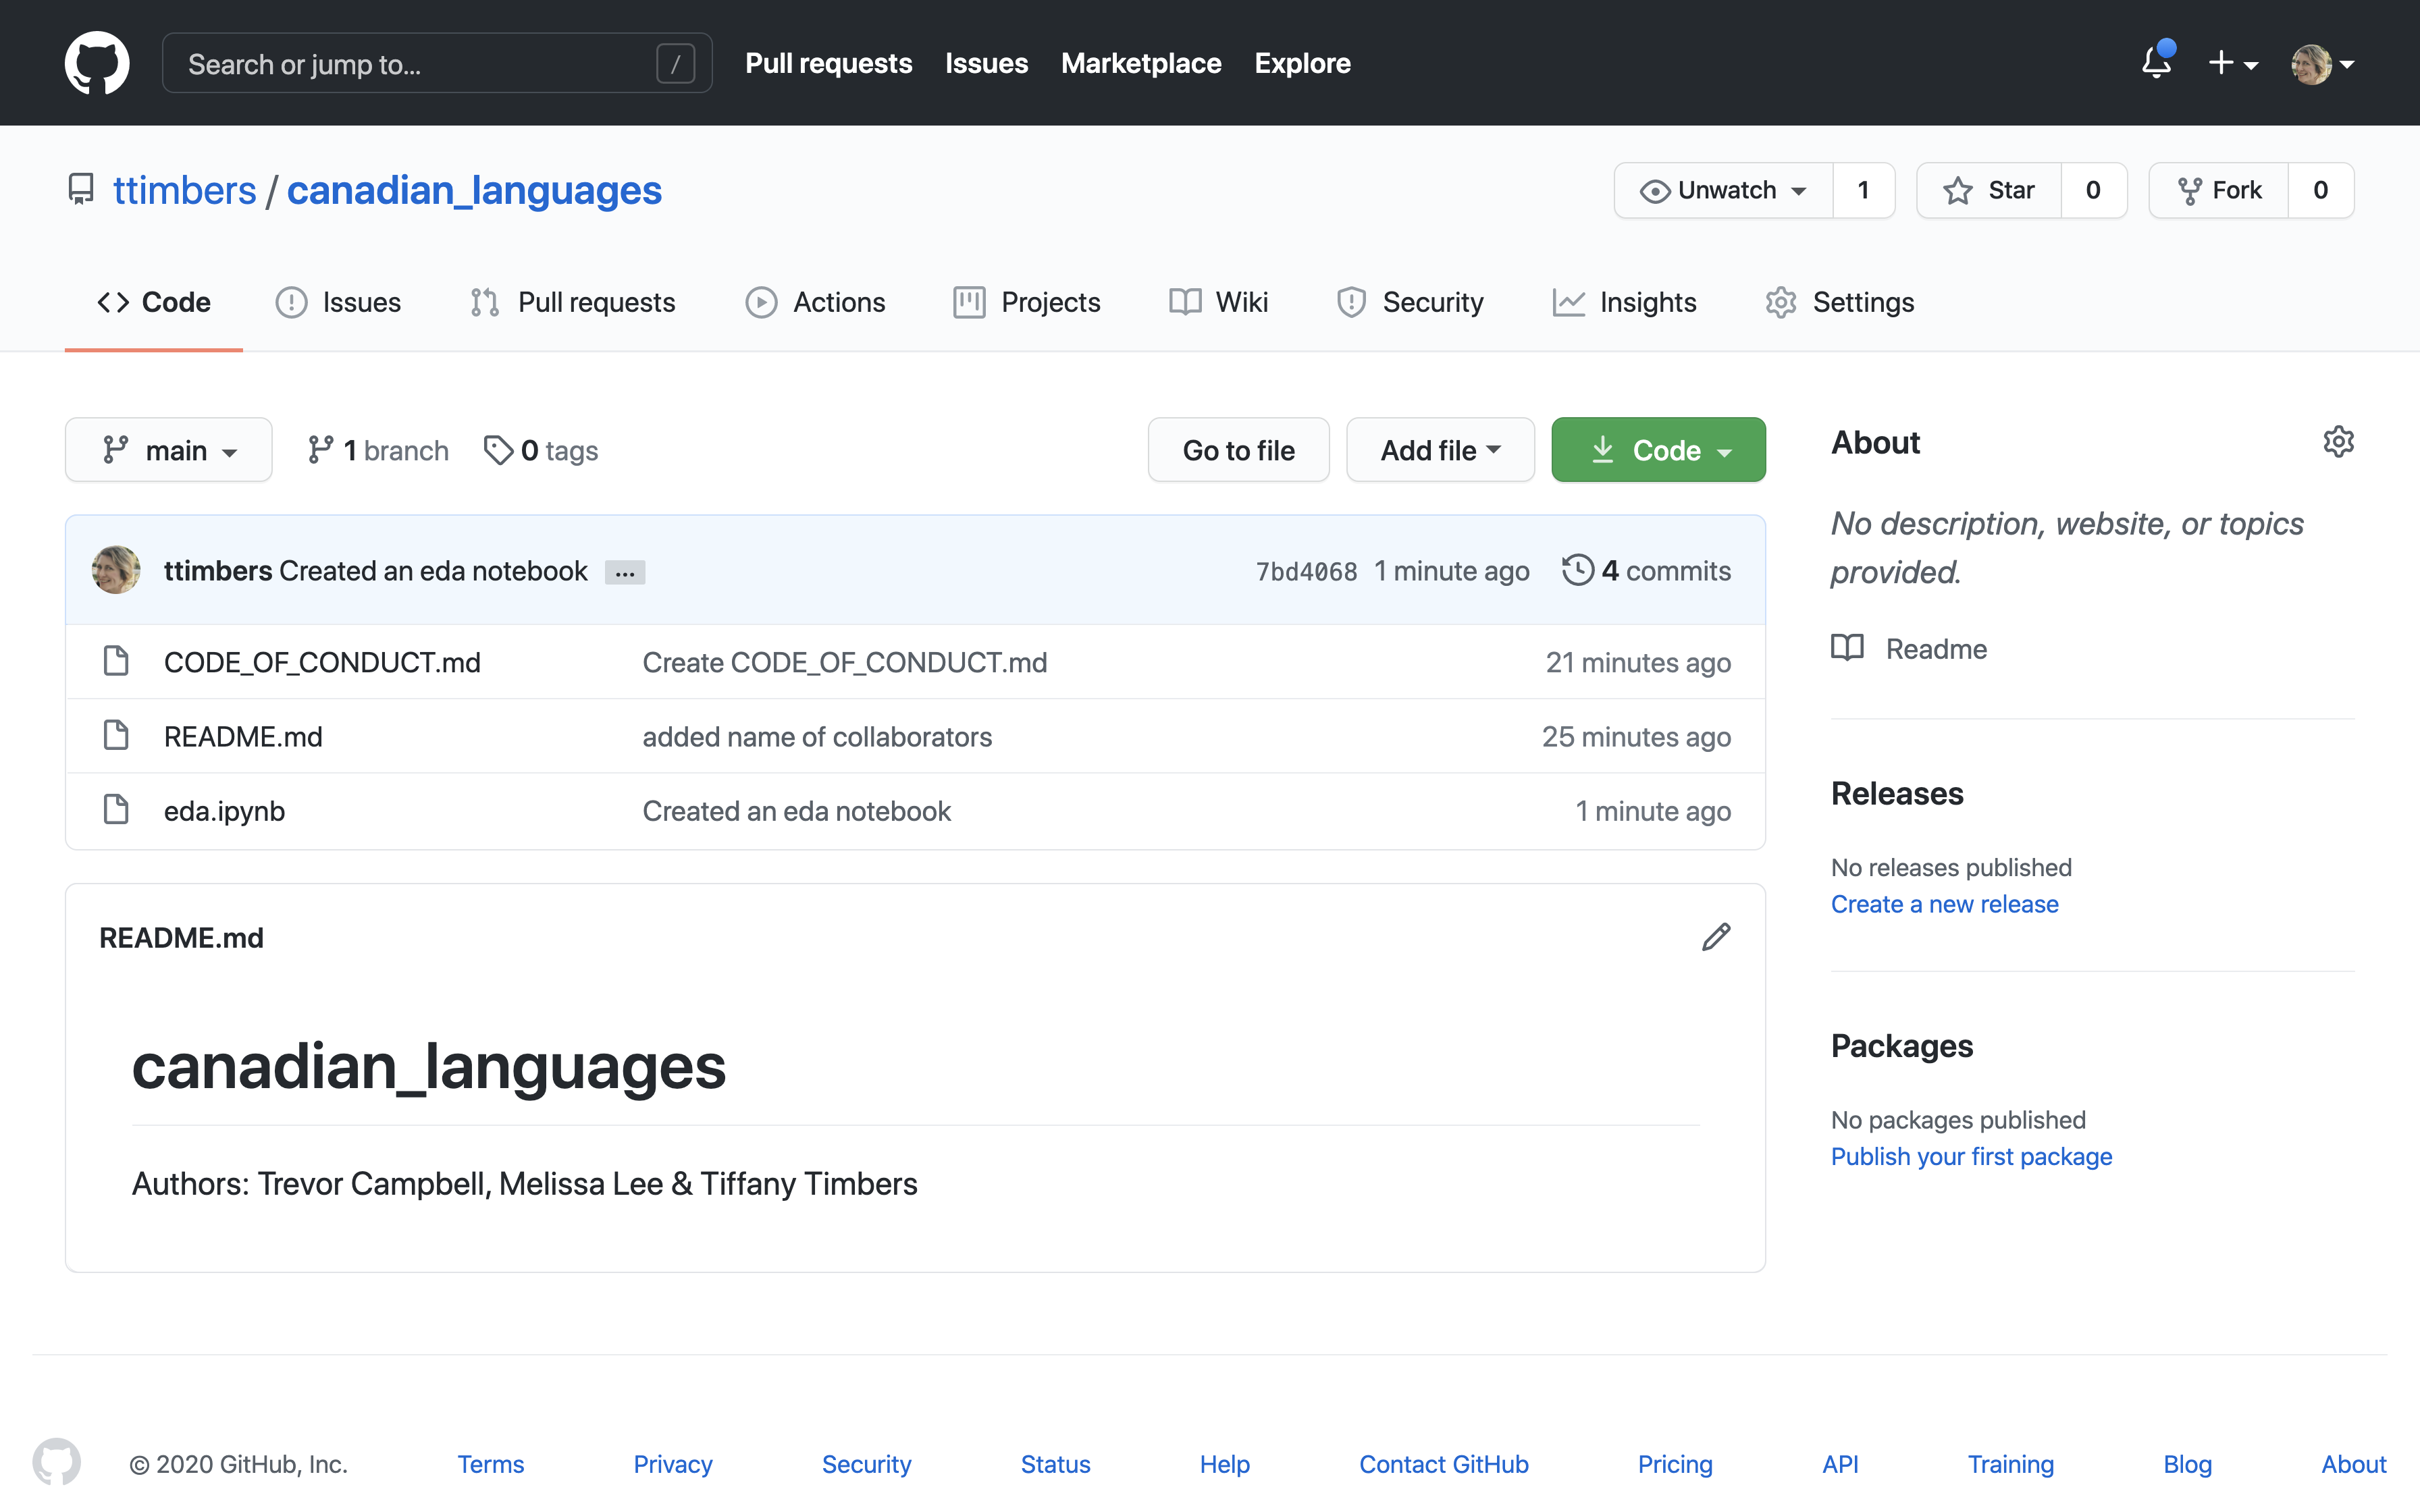 Search or jump to... / Pull requests Issues Marketplace Explore
ttimbers / canadian_languages Unwatch 1 Star 0 Fork 0
Code Issues Pull requests Actions Projects Wiki Security Insights Settings
main 1 branch 0 tags Go to file Add file Code
ttimbers Created an eda notebook ... 7bd4068 1 minute ago 4 commits
CODE_OF_CONDUCT.md Create CODE_OF_CONDUCT.md 21 minutes ago
README.md added name of collaborators 25 minutes ago
eda.ipynb Created an eda notebook 1 minute ago
README.md
canadian_languages
Authors: Trevor Campbell, Melissa Lee & Tiffany Timbers
About
No description, website, or topics
provided.
Readme
Releases
No releases published
Create a new release
Packages
No packages published
Publish your first package
© 2020 GitHub, Inc. Terms Privacy Security Status Help Contact GitHub Pricing API Training Blog About